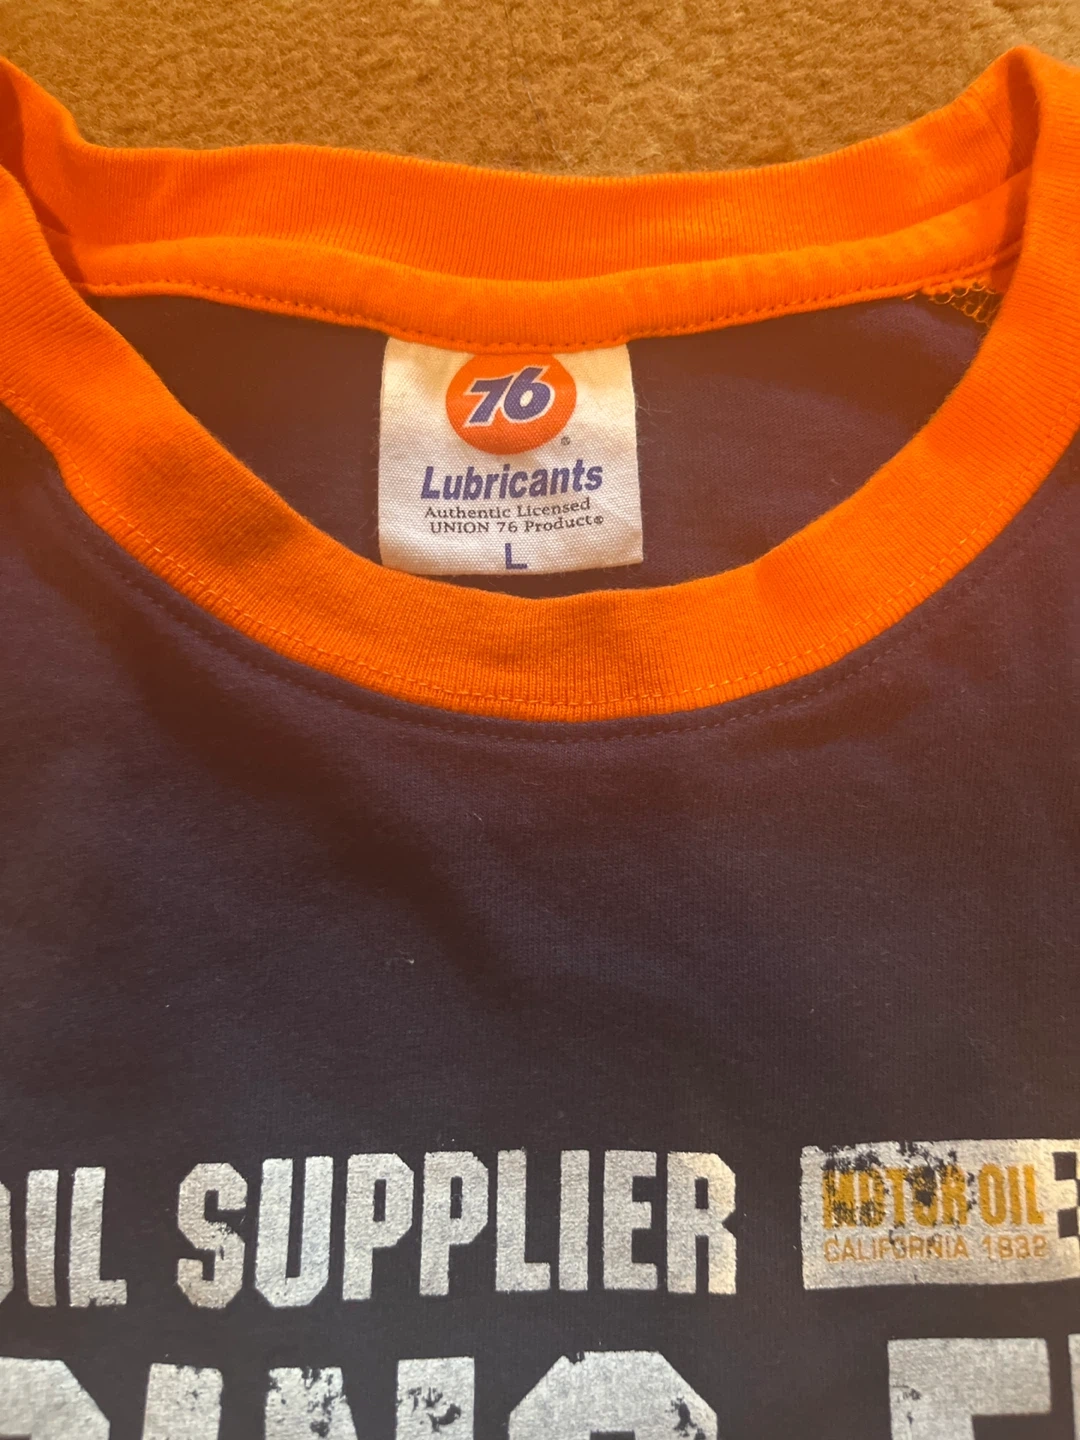 76
®
Lubricants
Authentic Licensed
UNION 76 Product®
L
OIL SUPPLIER
MOTOR OIL
CALIFORNIA 1932